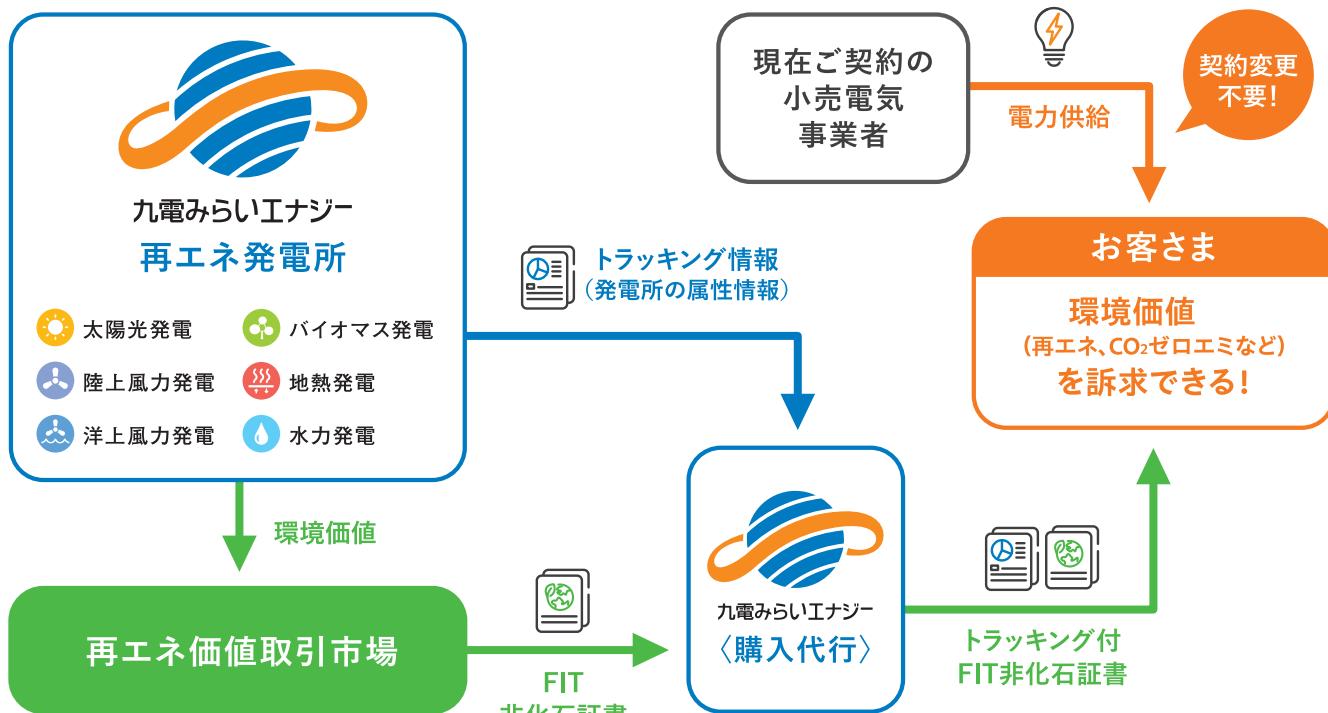 九電みらいエナジー
再エネ発電所
太陽光発電
バイオマス発電
陸上風力発電
地熱発電
洋上風力発電
水力発電
環境価値
再エネ価値取引市場
トラッキング情報
（発電所の属性情報）
FIT
非化石証書
九電みらいエナジー
〈購入代行〉
現在ご契約の
小売電気
事業者
電力供給
契約変更
不要！
お客さま
環境価値
（再エネ、CO₂ゼロエミなど）
を訴求できる！
トラッキング付
FIT非化石証書